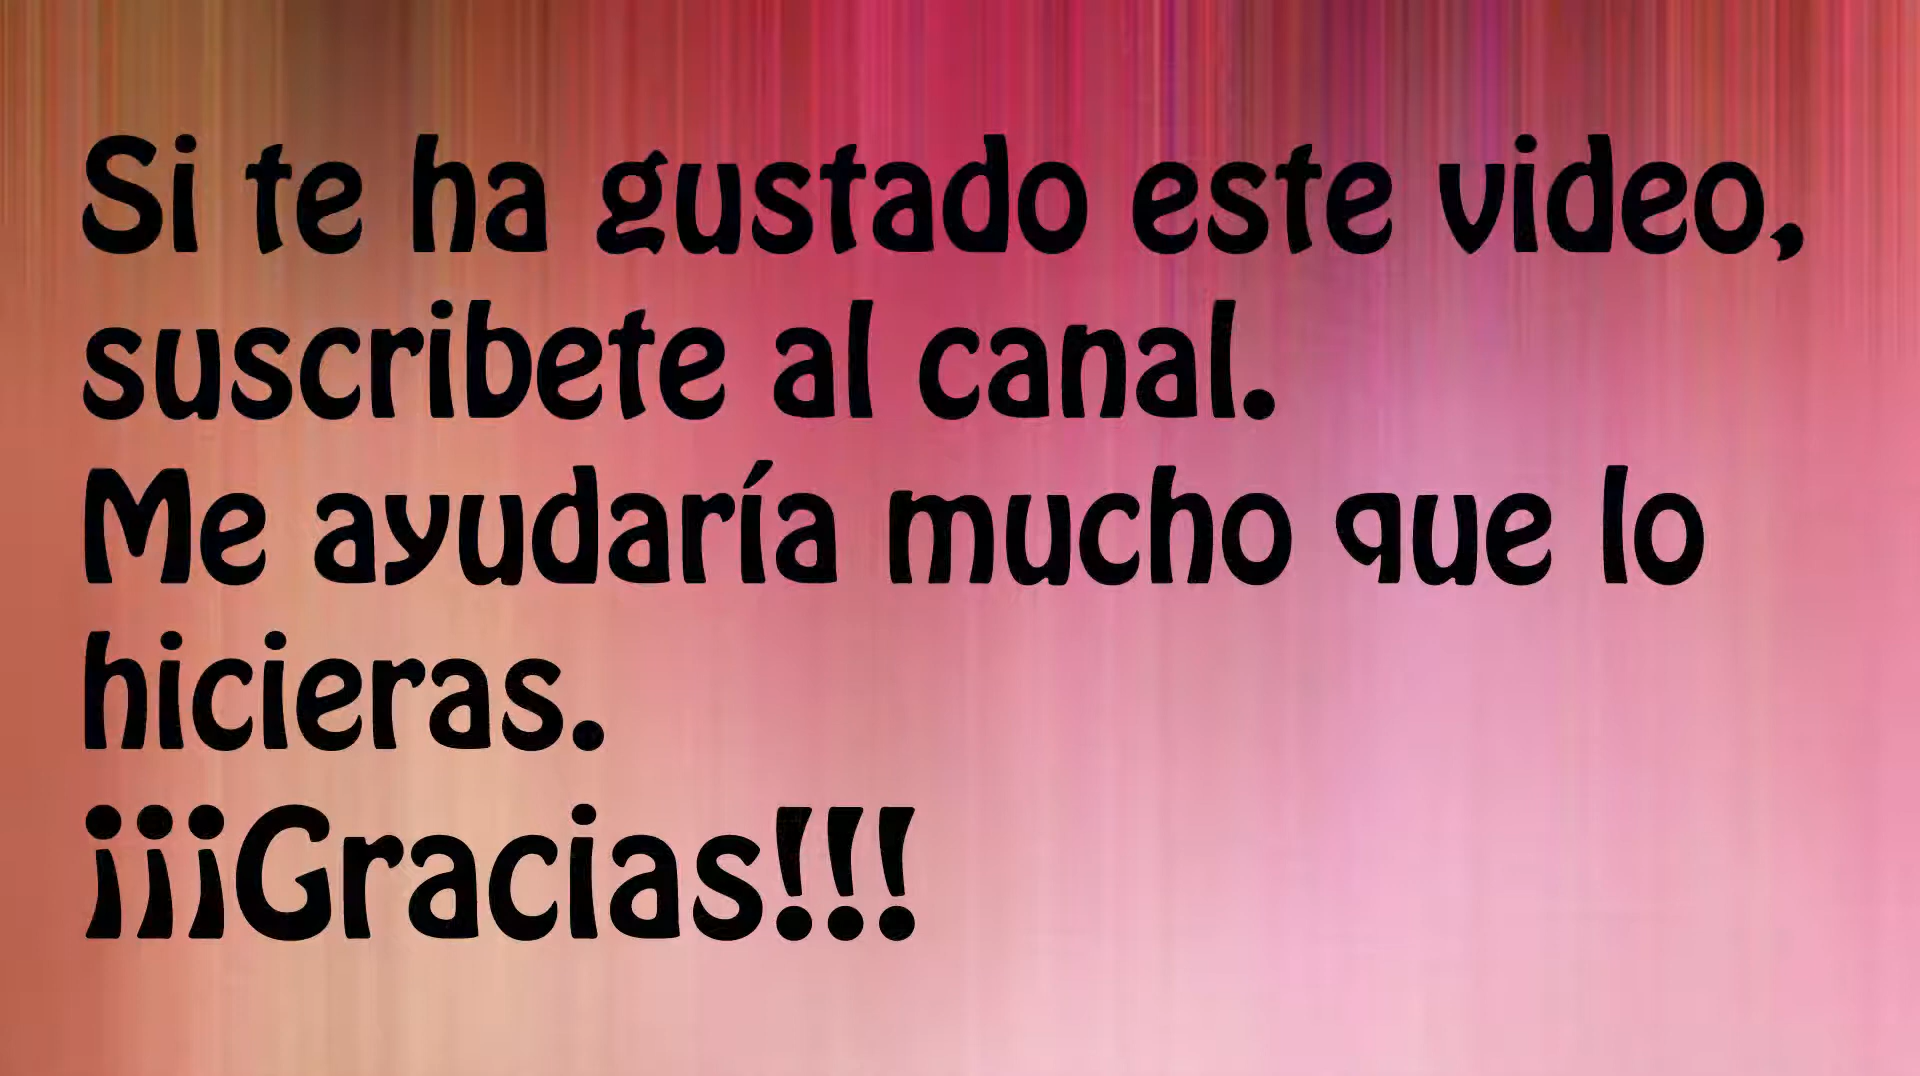 Si te ha gustado este video,
suscribete al canal.
Me ayudaría mucho que lo
hicieras.
¡¡¡Gracias!!!